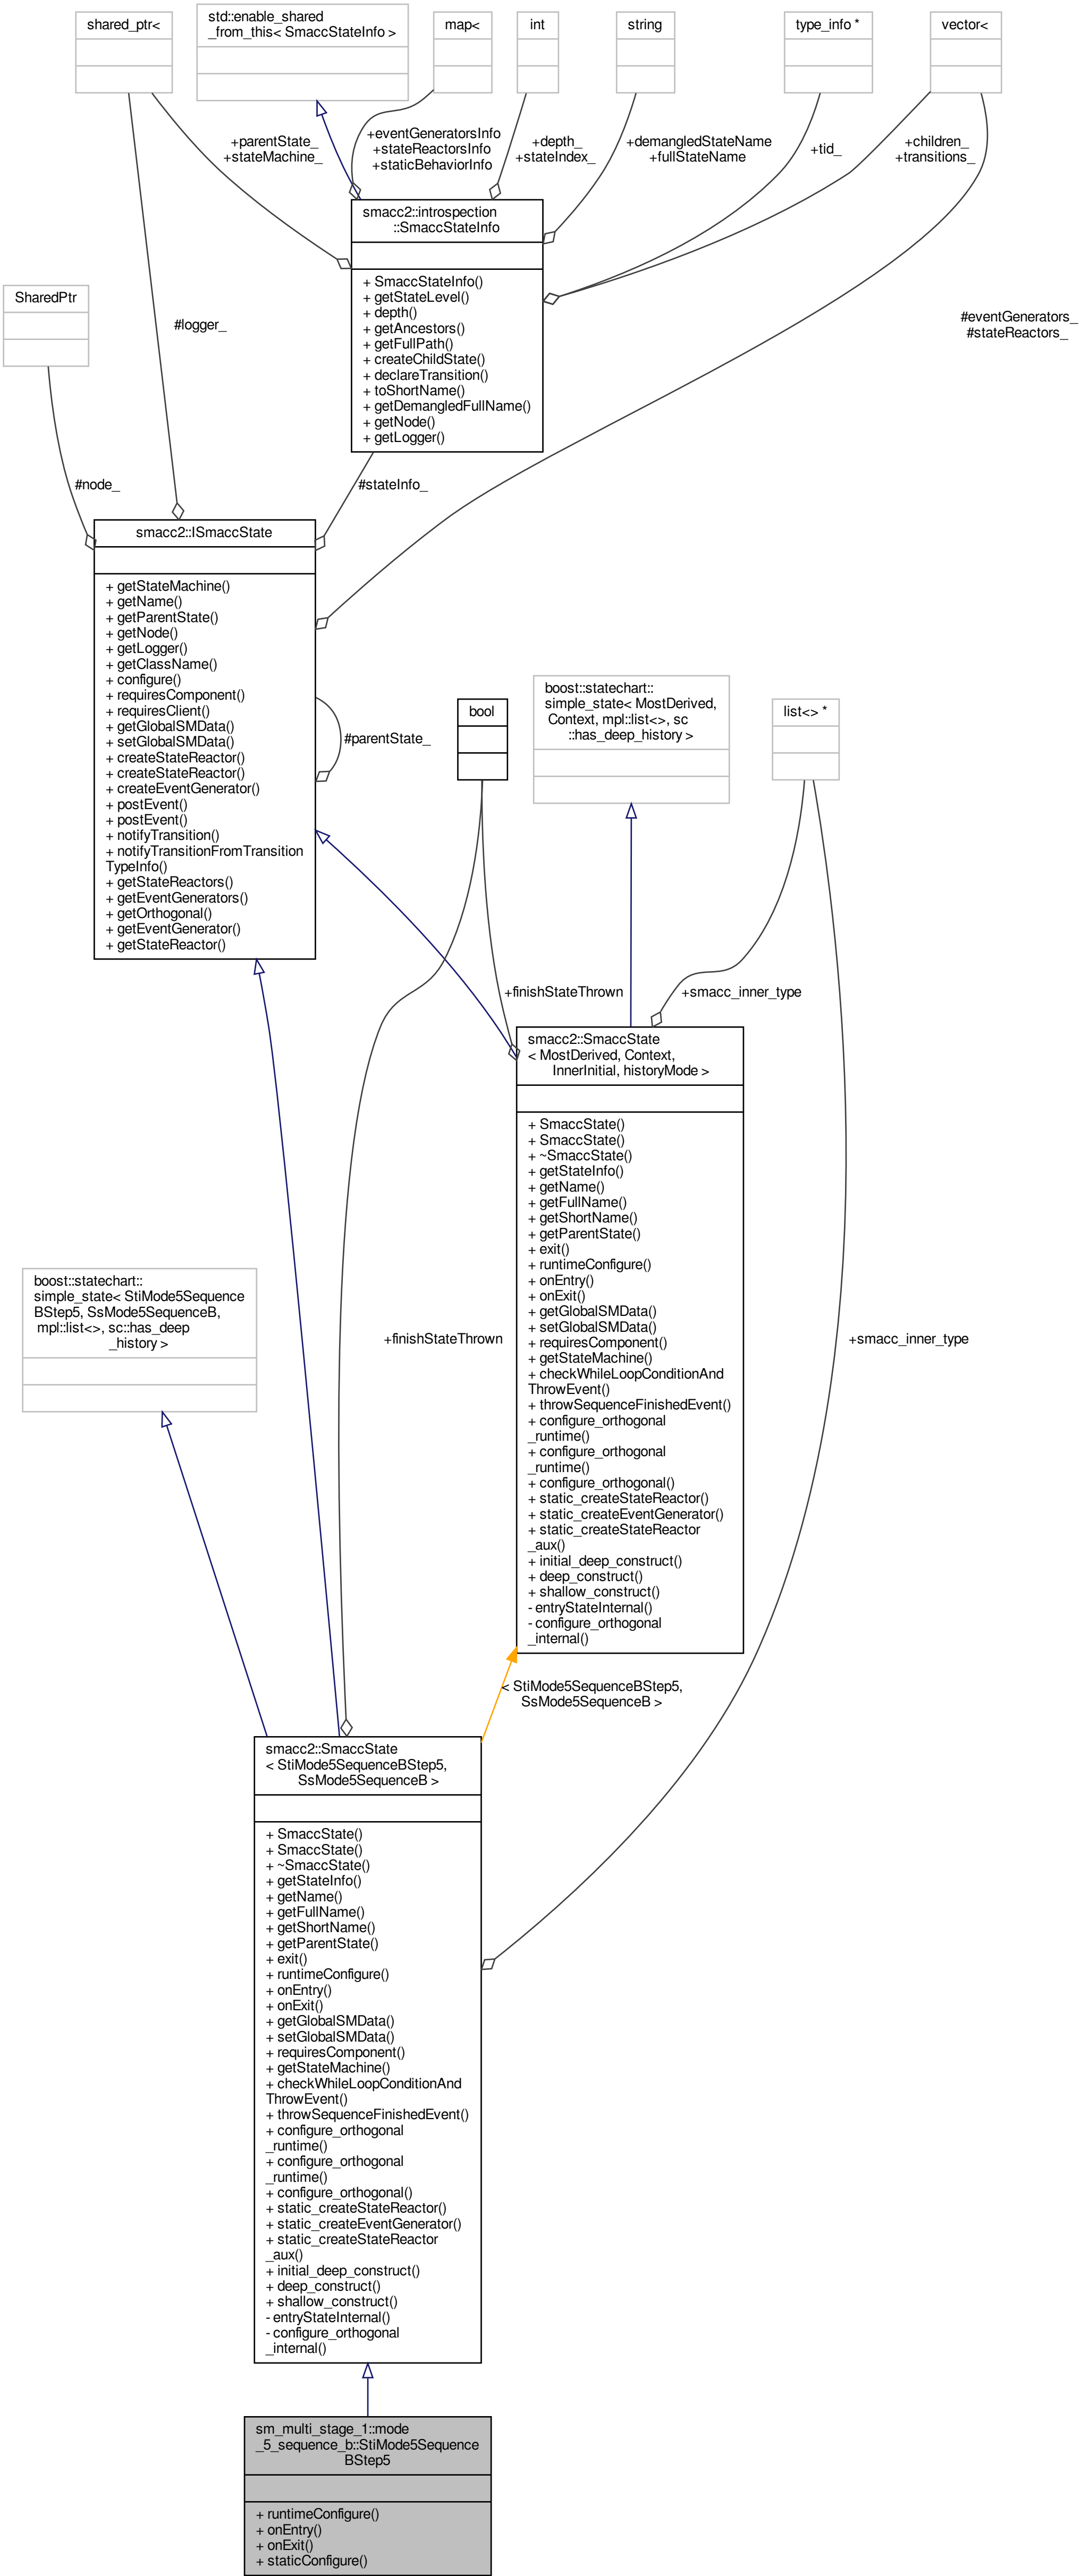 shared_ptr<
std::enable_shared
_from_this< SmaccStateInfo >
map<
int
string
type_info *
vector<
+parentState_
+stateMachine_
+eventGeneratorsInfo
+stateReactorsInfo
+staticBehaviorInfo
+depth_
+stateIndex_
+demangledStateName
+fullStateName
+tid_
+children_
+transitions_
smacc2::introspection
::SmaccStateInfo
+ SmaccStateInfo()
+ getStateLevel()
+ depth()
+ getAncestors()
+ getFullPath()
+ createChildState()
+ declareTransition()
+ toShortName()
+ getDemangledFullName()
+ getNode()
+ getLogger()
SharedPtr
#logger_
#eventGenerators_
#stateReactors_
#node_
#stateInfo_
smacc2::ISmaccState
+ getStateMachine()
+ getName()
+ getParentState()
+ getNode()
+ getLogger()
+ getClassName()
+ configure()
+ requiresComponent()
+ requiresClient()
+ getGlobalSMData()
+ setGlobalSMData()
+ createStateReactor()
+ createStateReactor()
+ createEventGenerator()
+ postEvent()
+ postEvent()
+ notifyTransition()
+ notifyTransitionFromTransition
TypeInfo()
+ getStateReactors()
+ getEventGenerators()
+ getOrthogonal()
+ getEventGenerator()
+ getStateReactor()
#parentState_
bool
boost::statechart::
simple_state< MostDerived,
Context, mpl::list<>, sc
::has_deep_history >
list<> *
+finishStateThrown
+smacc_inner_type
smacc2::SmaccState
< MostDerived, Context,
InnerInitial, historyMode >
+ SmaccState()
+ SmaccState()
+ ~SmaccState()
+ getStateInfo()
+ getName()
+ getFullName()
+ getShortName()
+ getParentState()
+ exit()
+ runtimeConfigure()
+ onEntry()
+ onExit()
+ getGlobalSMData()
+ setGlobalSMData()
+ requiresComponent()
+ getStateMachine()
+ checkWhileLoopConditionAnd
ThrowEvent()
+ throwSequenceFinishedEvent()
+ configure_orthogonal
_runtime()
+ configure_orthogonal
_runtime()
+ configure_orthogonal()
+ static_createStateReactor()
+ static_createEventGenerator()
+ static_createStateReactor
_aux()
+ initial_deep_construct()
+ deep_construct()
+ shallow_construct()
- entryStateInternal()
- configure_orthogonal
_internal()
boost::statechart::
simple_state< StiMode5Sequence
BStep5, SsMode5SequenceB,
mpl::list<>, sc::has_deep
_history >
+finishStateThrown
+smacc_inner_type
< StiMode5SequenceBStep5,
SsMode5SequenceB >
smacc2::SmaccState
< StiMode5SequenceBStep5,
SsMode5SequenceB >
+ SmaccState()
+ SmaccState()
+ ~SmaccState()
+ getStateInfo()
+ getName()
+ getFullName()
+ getShortName()
+ getParentState()
+ exit()
+ runtimeConfigure()
+ onEntry()
+ onExit()
+ getGlobalSMData()
+ setGlobalSMData()
+ requiresComponent()
+ getStateMachine()
+ checkWhileLoopConditionAnd
ThrowEvent()
+ throwSequenceFinishedEvent()
+ configure_orthogonal
_runtime()
+ configure_orthogonal
_runtime()
+ configure_orthogonal()
+ static_createStateReactor()
+ static_createEventGenerator()
+ static_createStateReactor
_aux()
+ initial_deep_construct()
+ deep_construct()
+ shallow_construct()
- entryStateInternal()
- configure_orthogonal
_internal()
sm_multi_stage_1::mode
_5_sequence_b::StiMode5Sequence
BStep5
+ runtimeConfigure()
+ onEntry()
+ onExit()
+ staticConfigure()